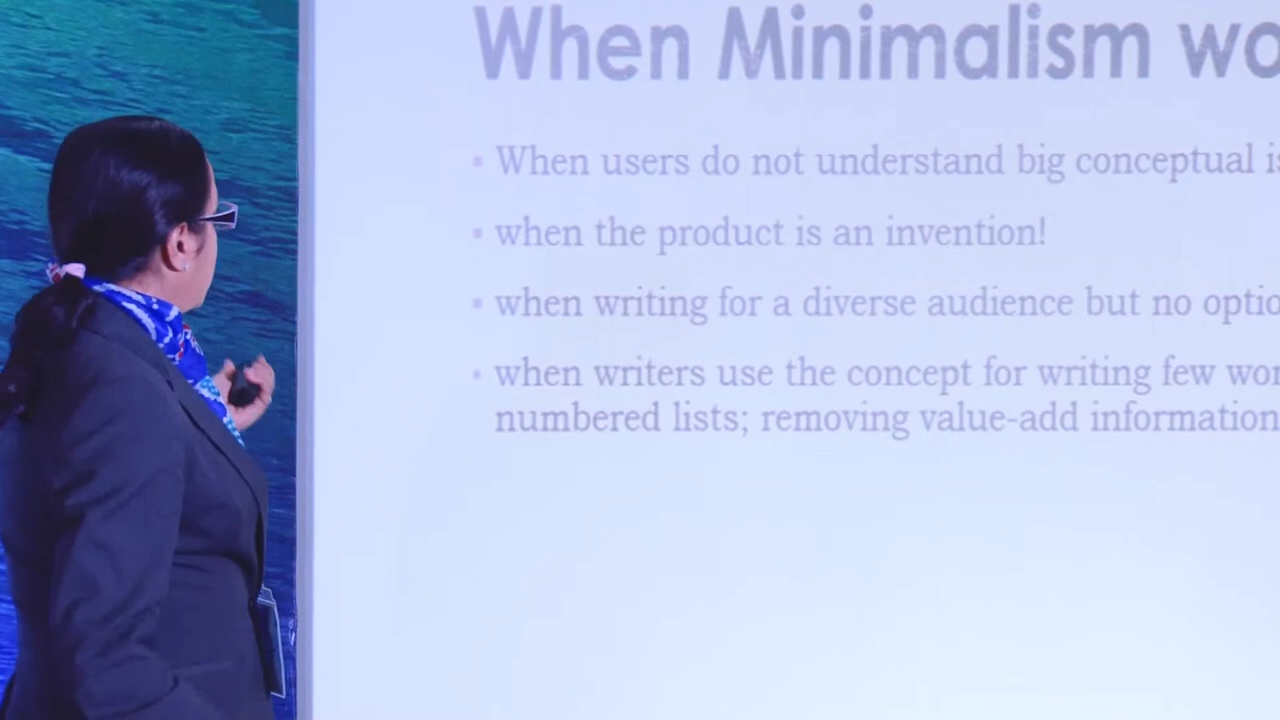 When Minimalism wo
When users do not understand big conceptual is
when the product is an invention!
when writing for a diverse audience but no optio
when writers use the concept for writing few wor
numbered lists; removing value-add information